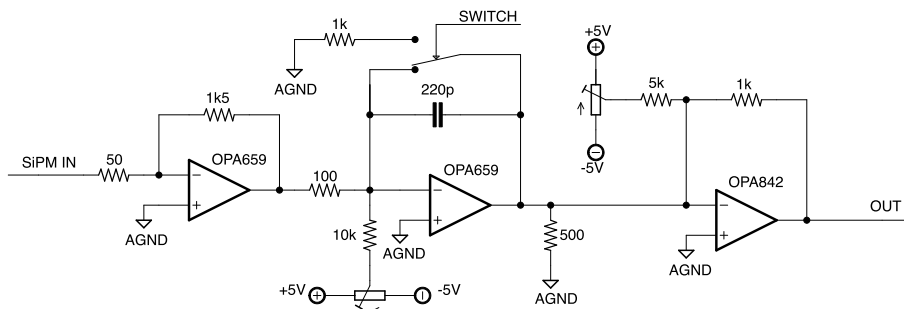 SWITCH
1k
AGND
+5V
220p
5k
1k
1k5
-5V
SiPM IN
50
OPA659
100
OPA659
OPA842
AGND
10k
AGND
500
AGND
OUT
+5V
-5V
AGND